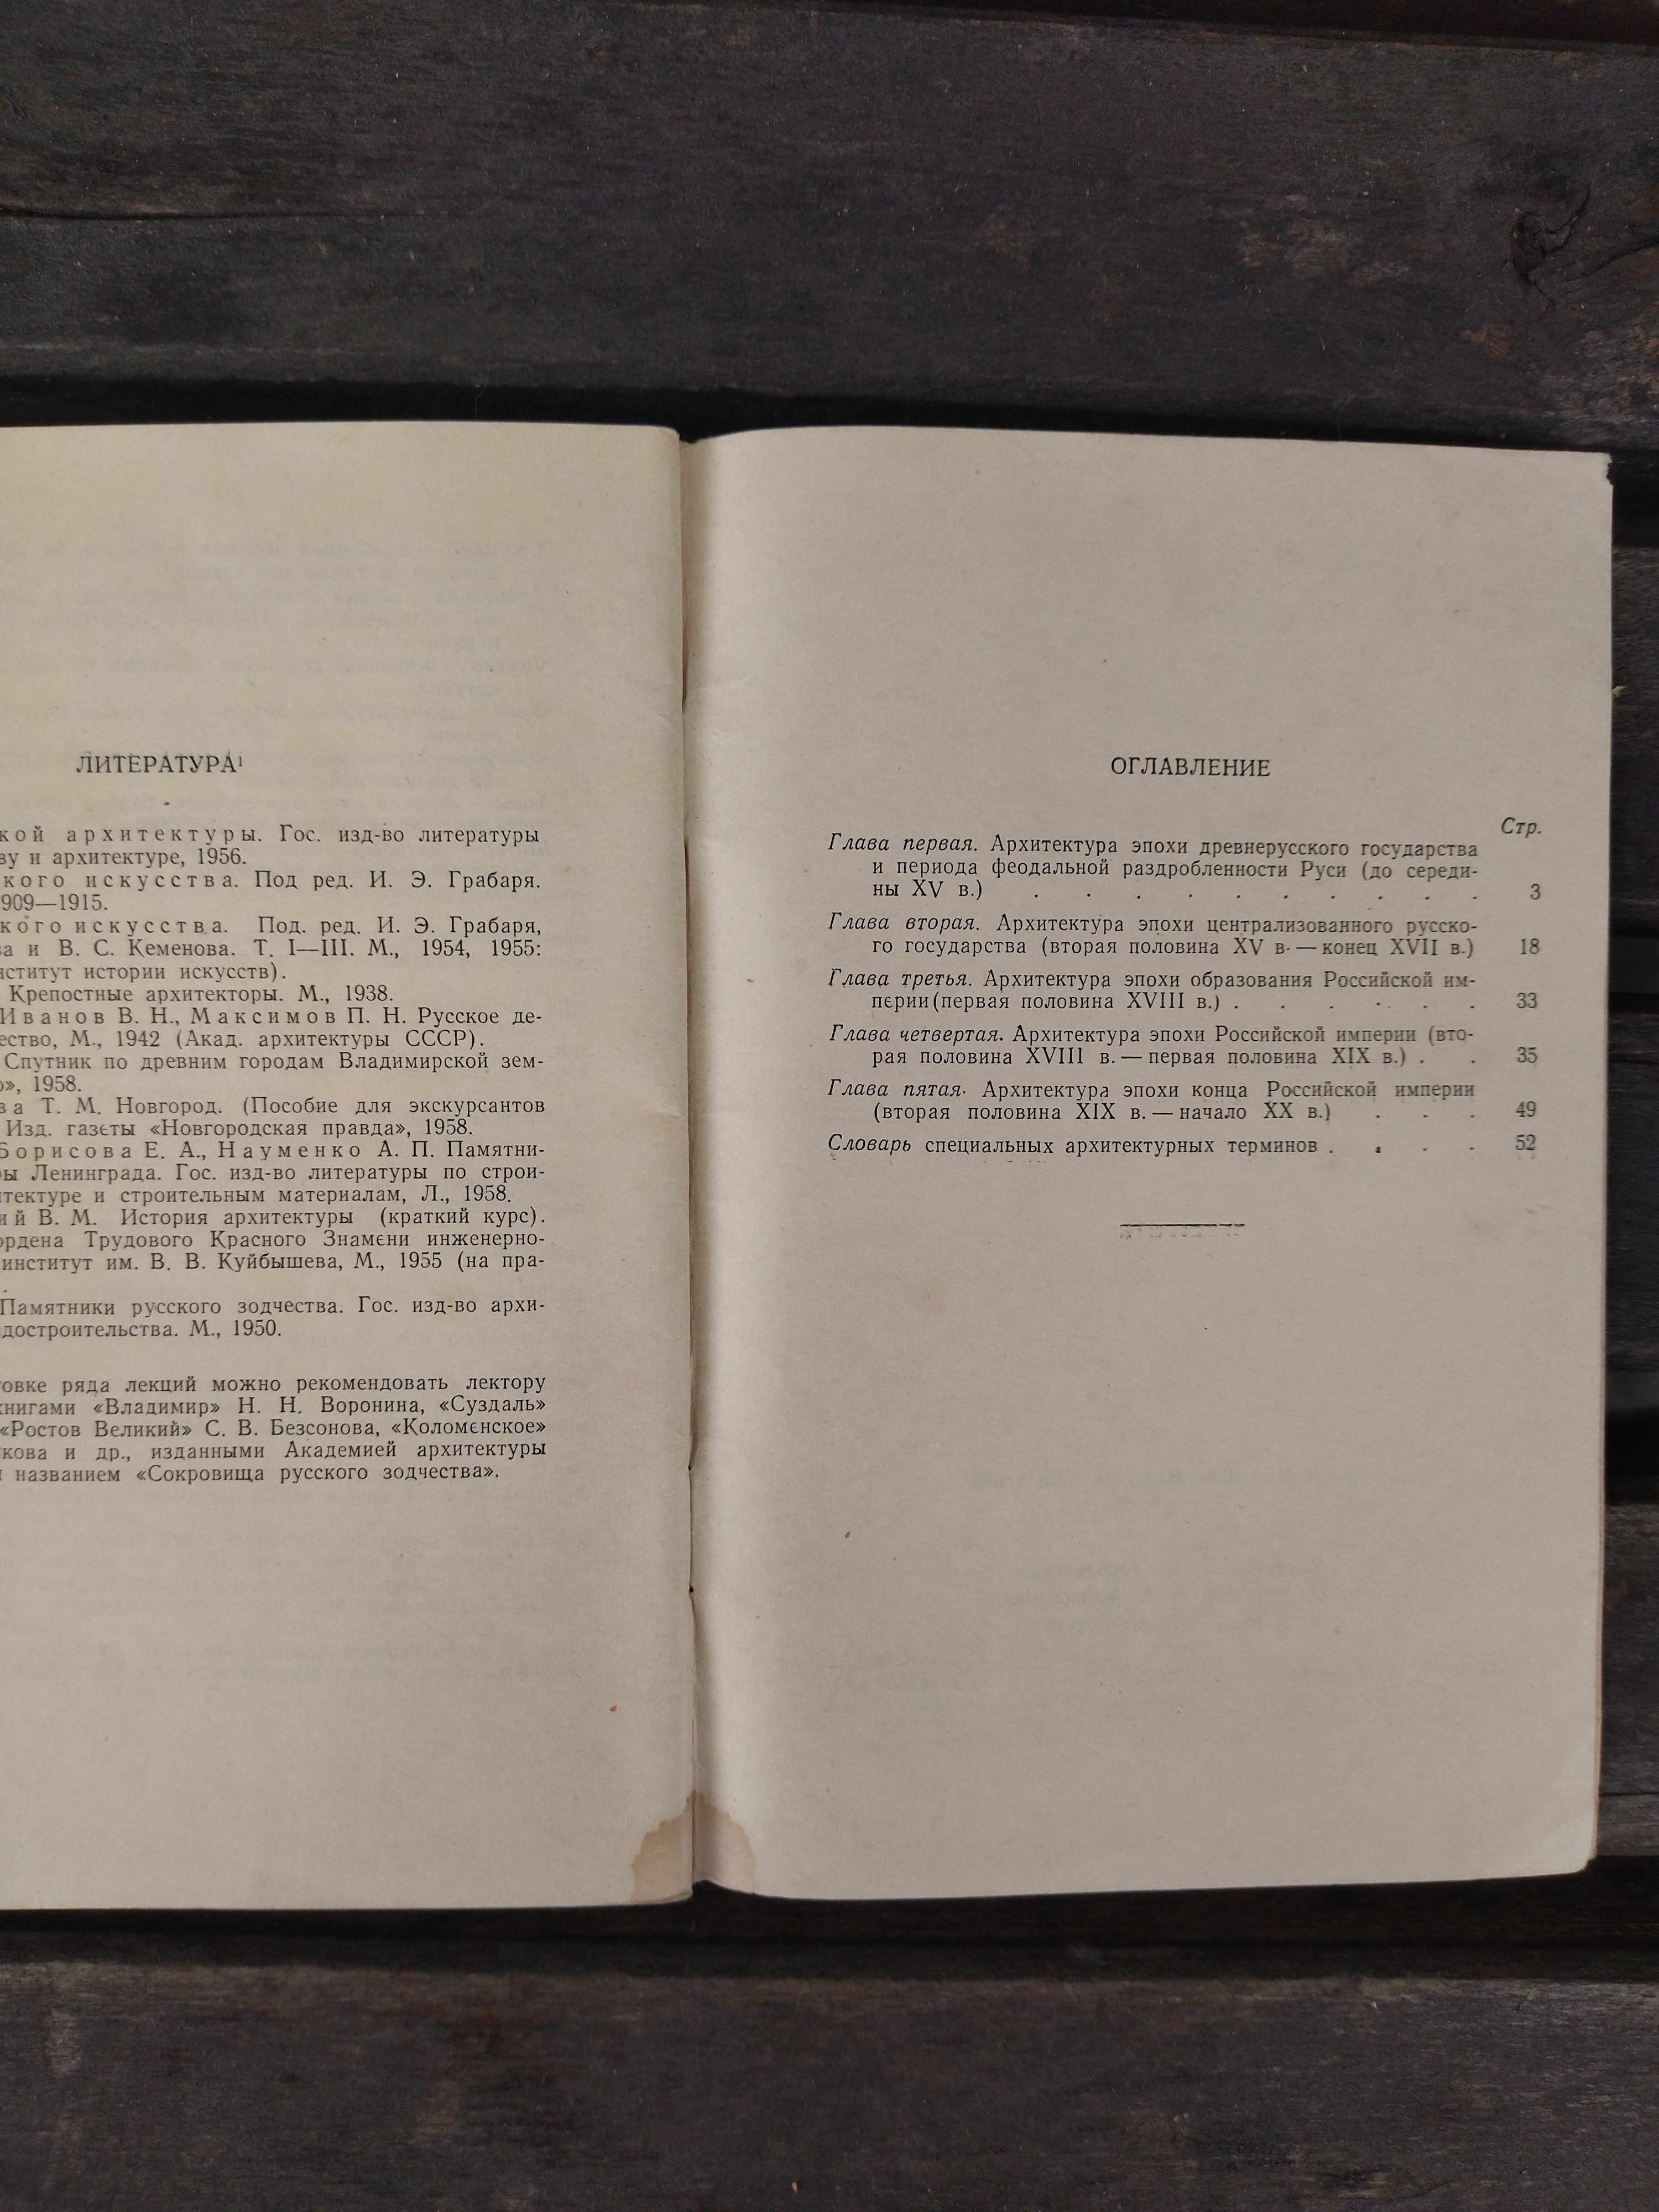 ЛИТЕРАТУРА¹
кой архитектуры. Гос. изд-во литературы
ву и архитектуре, 1956.
кого искусства. Под ред. И. Э. Грабаря.
909—1915.
кого искусства. Под. ред. И. Э. Грабаря,
ва и В. С. Кеменова. Т. I—III. М., 1954, 1955:
ститут истории искусств).
Крепостные архитекторы. М., 1938.
Иванов В. Н., Максимов П. Н. Русское де-
ество, М., 1942 (Акад. архитектуры СССР).
Спутник по древним городам Владимирской зем-
о», 1958.
ва Т. М. Новгород. (Пособие для экскурсантов
Изд. газеты «Новгородская правда», 1958.
Борисова Е. А., Науменко А. П. Памятни-
ры Ленинграда. Гос. изд-во литературы по строи-
тектуре и строительным материалам, Л., 1958.
ий В. М. История архитектуры (краткий курс).
ордена Трудового Красного Знамени инженерно-
институт им. В. В. Куйбышева, М., 1955 (на пра-
Памятники русского зодчества. Гос. изд-во архи-
достроительства. М., 1950.
овке ряда лекций можно рекомендовать лектору
книгами «Владимир» Н. Н. Воронина, «Суздаль»
«Ростов Великий» С. В. Безсонова, «Коломенское»
кова и др., изданными Академией архитектуры
названием «Сокровища русского зодчества».
ОГЛАВЛЕНИЕ
Стр.
Глава первая. Архитектура эпохи древнерусского государства
и периода феодальной раздробленности Руси (до середи-
ны XV в.) . . . . . . . . . 3
Глава вторая. Архитектура эпохи централизованного русско-
го государства (вторая половина XV в. — конец XVII в.) 18
Глава третья. Архитектура эпохи образования Российской им-
перии (первая половина XVIII в.) . . . . . . 33
Глава четвертая. Архитектура эпохи Российской империи (вто-
рая половина XVIII в. — первая половина XIX в.) . . 35
Глава пятая. Архитектура эпохи конца Российской империи
(вторая половина XIX в. — начало XX в.) . . . 49
Словарь специальных архитектурных терминов . . . . 52